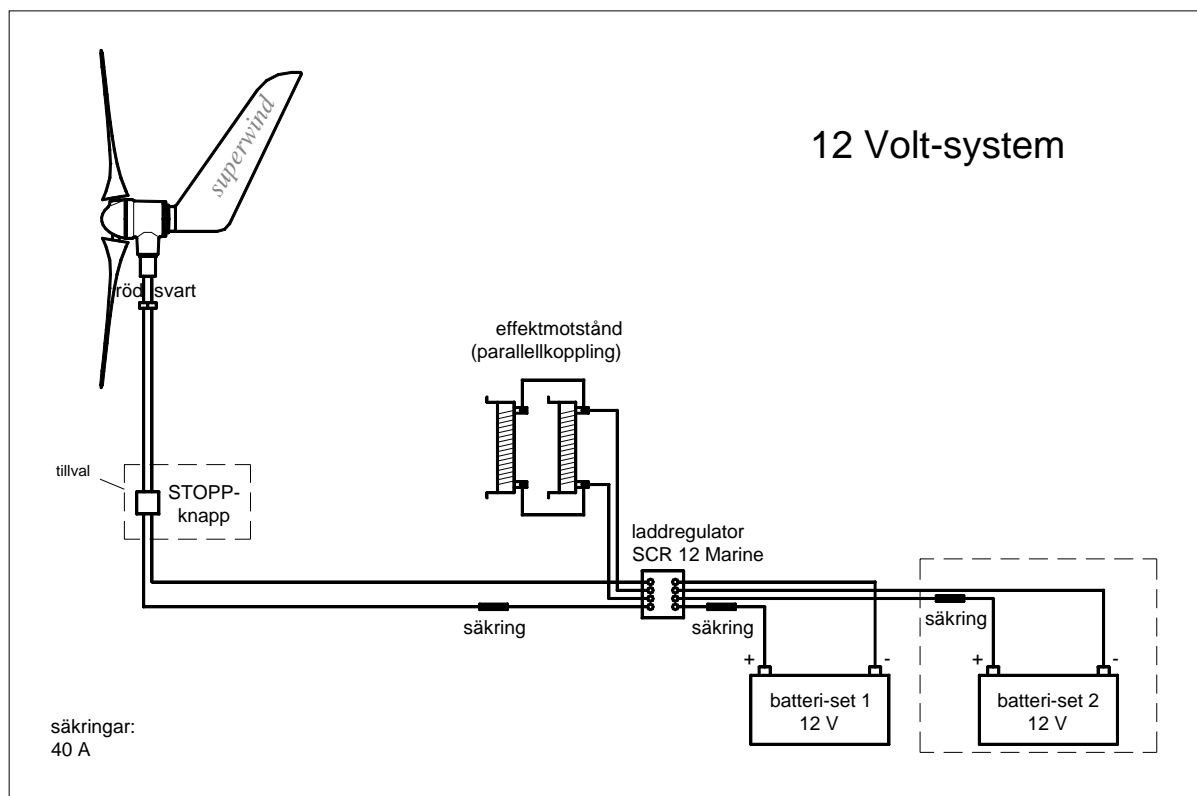 superwind
12 Volt-system
röd svart
effektmotstånd
(parallellkoppling)
tillval
STOPP-
knapp
laddregulator
SCR 12 Marine
säkring
säkring
säkring
+ -
+ -
batteri-set 1
12 V
batteri-set 2
12 V
säkringar:
40 A